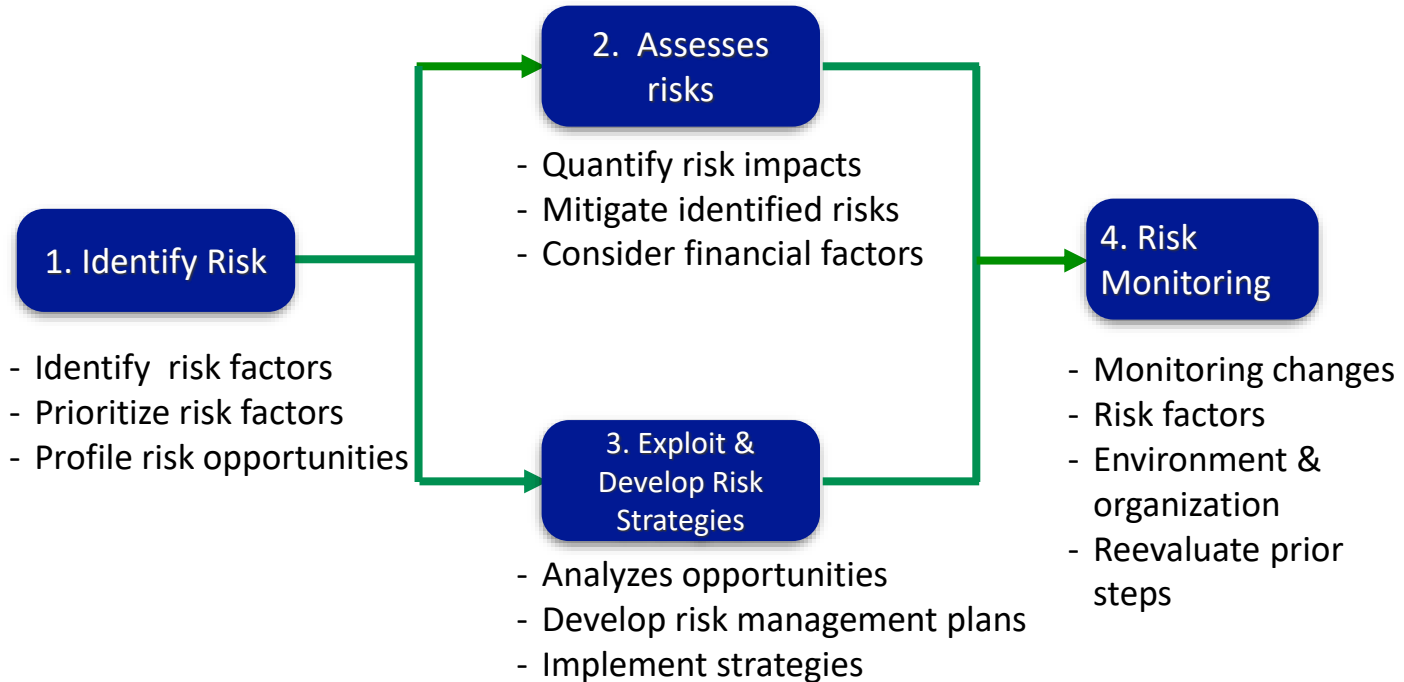 1. Identify Risk
- Identify  risk factors
- Prioritize risk factors
- Profile risk opportunities
2.  Assesses
risks
- Quantify risk impacts
- Mitigate identified risks
- Consider financial factors
3. Exploit &
Develop Risk
Strategies
- Analyzes opportunities
- Develop risk management plans
- Implement strategies
4. Risk
Monitoring
- Monitoring changes
- Risk factors
- Environment &
organization
- Reevaluate prior
steps